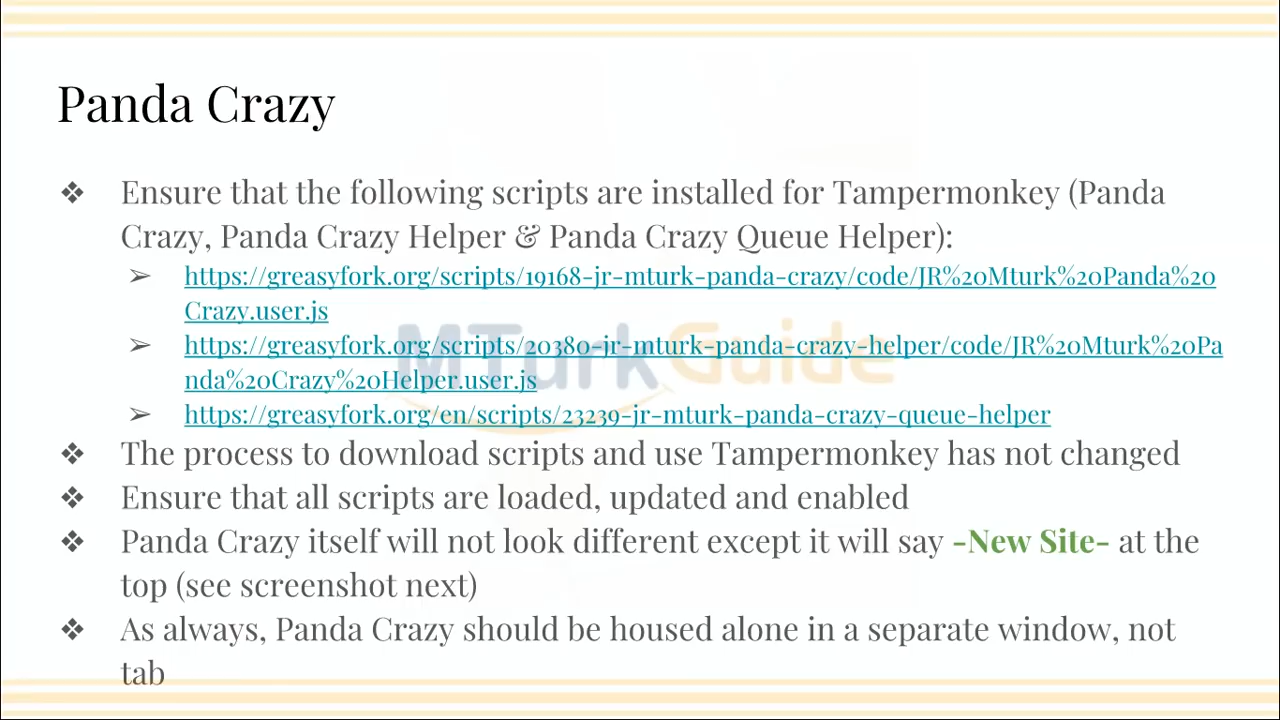 Panda Crazy
❖ Ensure that the following scripts are installed for Tampermonkey (Panda
Crazy, Panda Crazy Helper & Panda Crazy Queue Helper):
➢ https://greasyfork.org/scripts/19168-jr-mturk-panda-crazy/code/JR%20Mturk%20Panda%20
Crazy.user.js
➢ https://greasyfork.org/scripts/20380-jr-mturk-panda-crazy-helper/code/JR%20Mturk%20Pa
nda%20Crazy%20Helper.user.js
MTurkGuide
➢ https://greasyfork.org/en/scripts/23239-jr-mturk-panda-crazy-queue-helper
❖ The process to download scripts and use Tampermonkey has not changed
❖ Ensure that all scripts are loaded, updated and enabled
❖ Panda Crazy itself will not look different except it will say -New Site- at the
top (see screenshot next)
❖ As always, Panda Crazy should be housed alone in a separate window, not
tab